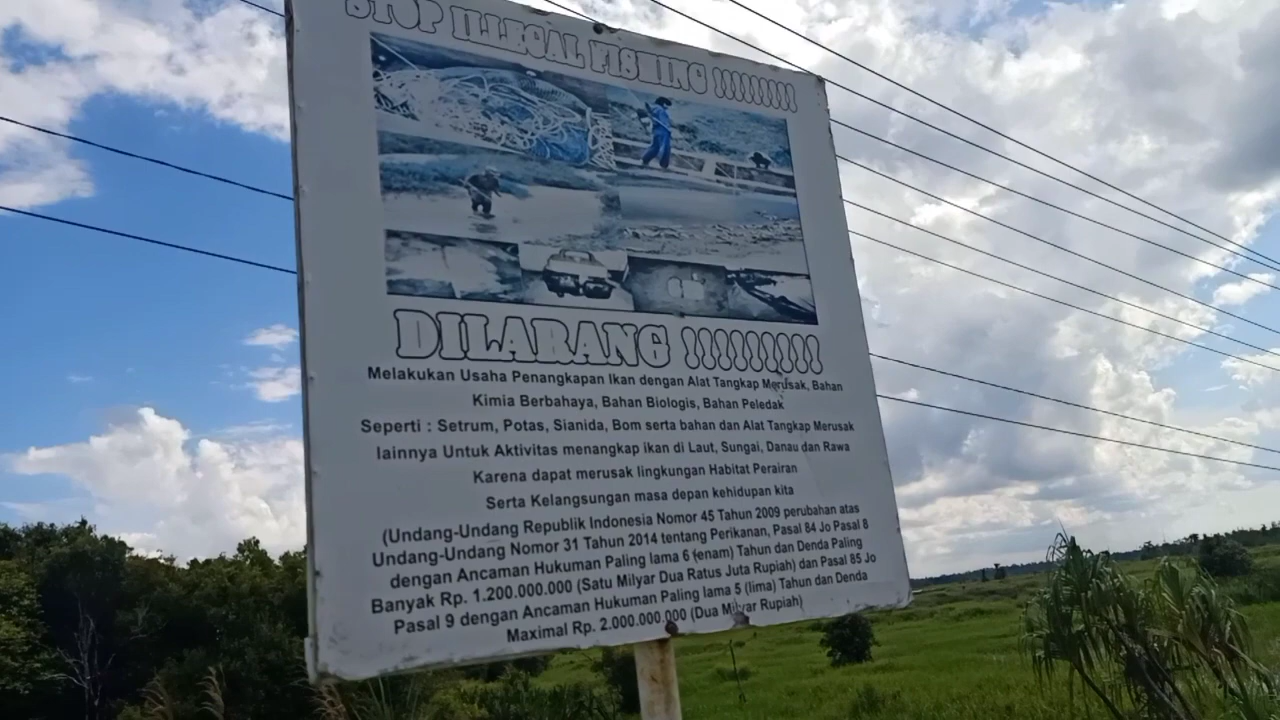 STOP ILLEGAL FISHING !!!!!!!!!
DILARANG !!!!!!!!!
Melakukan Usaha Penangkapan Ikan dengan Alat Tangkap Merusak, Bahan
Kimia Berbahaya, Bahan Biologis, Bahan Peledak
Seperti : Setrum, Potas, Sianida, Bom serta bahan dan Alat Tangkap Merusak
lainnya Untuk Aktivitas menangkap ikan di Laut, Sungai, Danau dan Rawa
Karena dapat merusak lingkungan Habitat Perairan
Serta Kelangsungan masa depan kehidupan kita
(Undang-Undang Republik Indonesia Nomor 45 Tahun 2009 perubahan atas
Undang-Undang Nomor 31 Tahun 2014 tentang Perikanan, Pasal 84 Jo Pasal 8
dengan Ancaman Hukuman Paling lama 6 (enam) Tahun dan Denda Paling
Banyak Rp. 1.200.000.000 (Satu Milyar Dua Ratus Juta Rupiah) dan Pasal 85 Jo
Pasal 9 dengan Ancaman Hukuman Paling lama 5 (lima) Tahun dan Denda
Maximal Rp. 2.000.000.000 (Dua Milyar Rupiah)